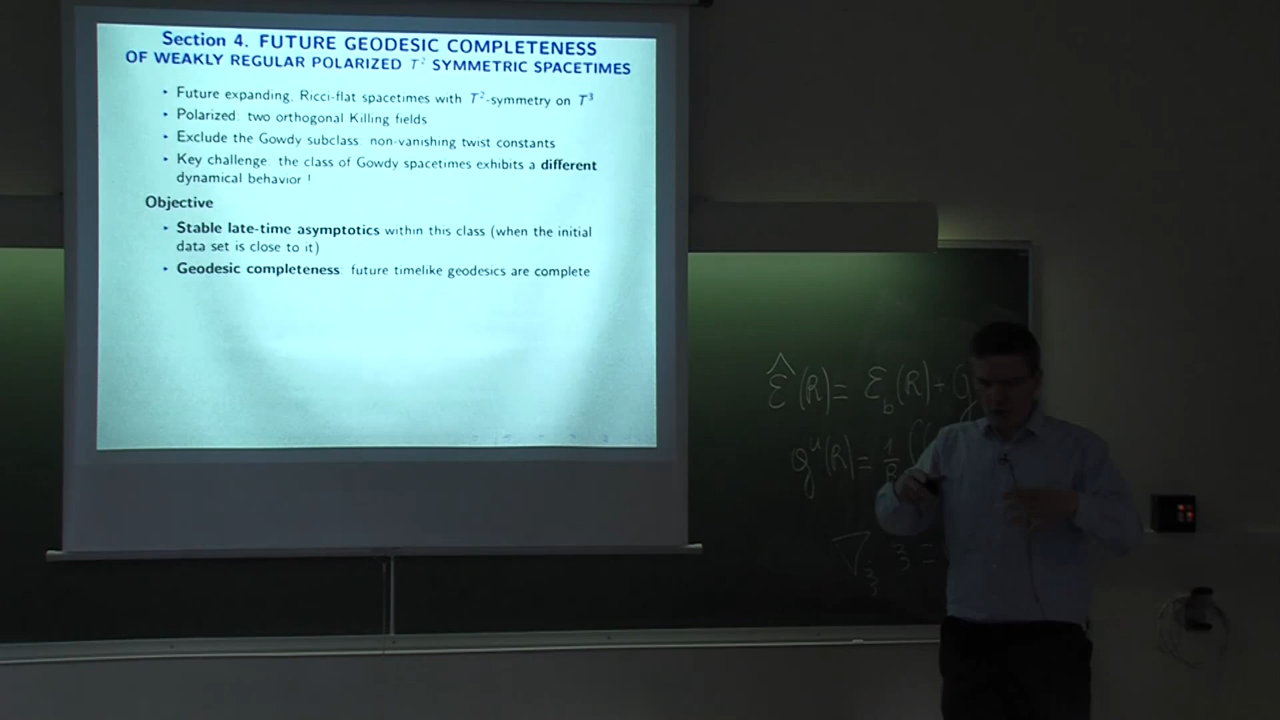 Section 4. FUTURE GEODESIC COMPLETENESS
OF WEAKLY REGULAR POLARIZED T² SYMMETRIC SPACETIMES
‣ Future expanding, Ricci-flat spacetimes with T²-symmetry on T³
‣ Polarized: two orthogonal Killing fields
‣ Exclude the Gowdy subclass: non-vanishing twist constants
‣ Key challenge: the class of Gowdy spacetimes exhibits a different
dynamical behavior ¹
Objective
‣ Stable late-time asymptotics within this class (when the initial
data set is close to it)
‣ Geodesic completeness: future timelike geodesics are complete
Ê(R) = E_b(R) + G
(R) = 1/R (
∇ ξ =